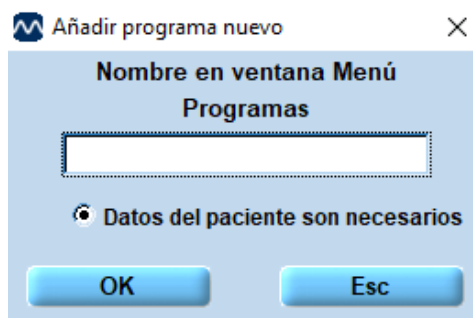 Añadir programa nuevo
Nombre en ventana Menú
Programas
Datos del paciente son necesarios
OK
Esc